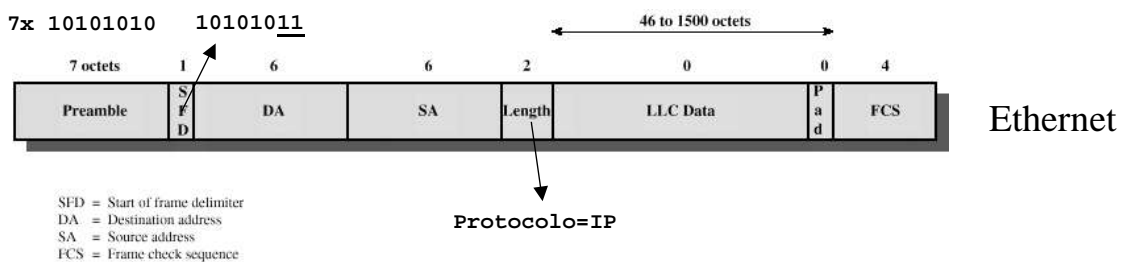 7x 10101010 10101011
46 to 1500 octets
7 octets 1 6 6 2 0 0 4
Preamble SFD DA SA Length LLC Data Pad FCS
Ethernet
Protocolo=IP
SFD = Start of frame delimiter
DA = Destination address
SA = Source address
FCS = Frame check sequence